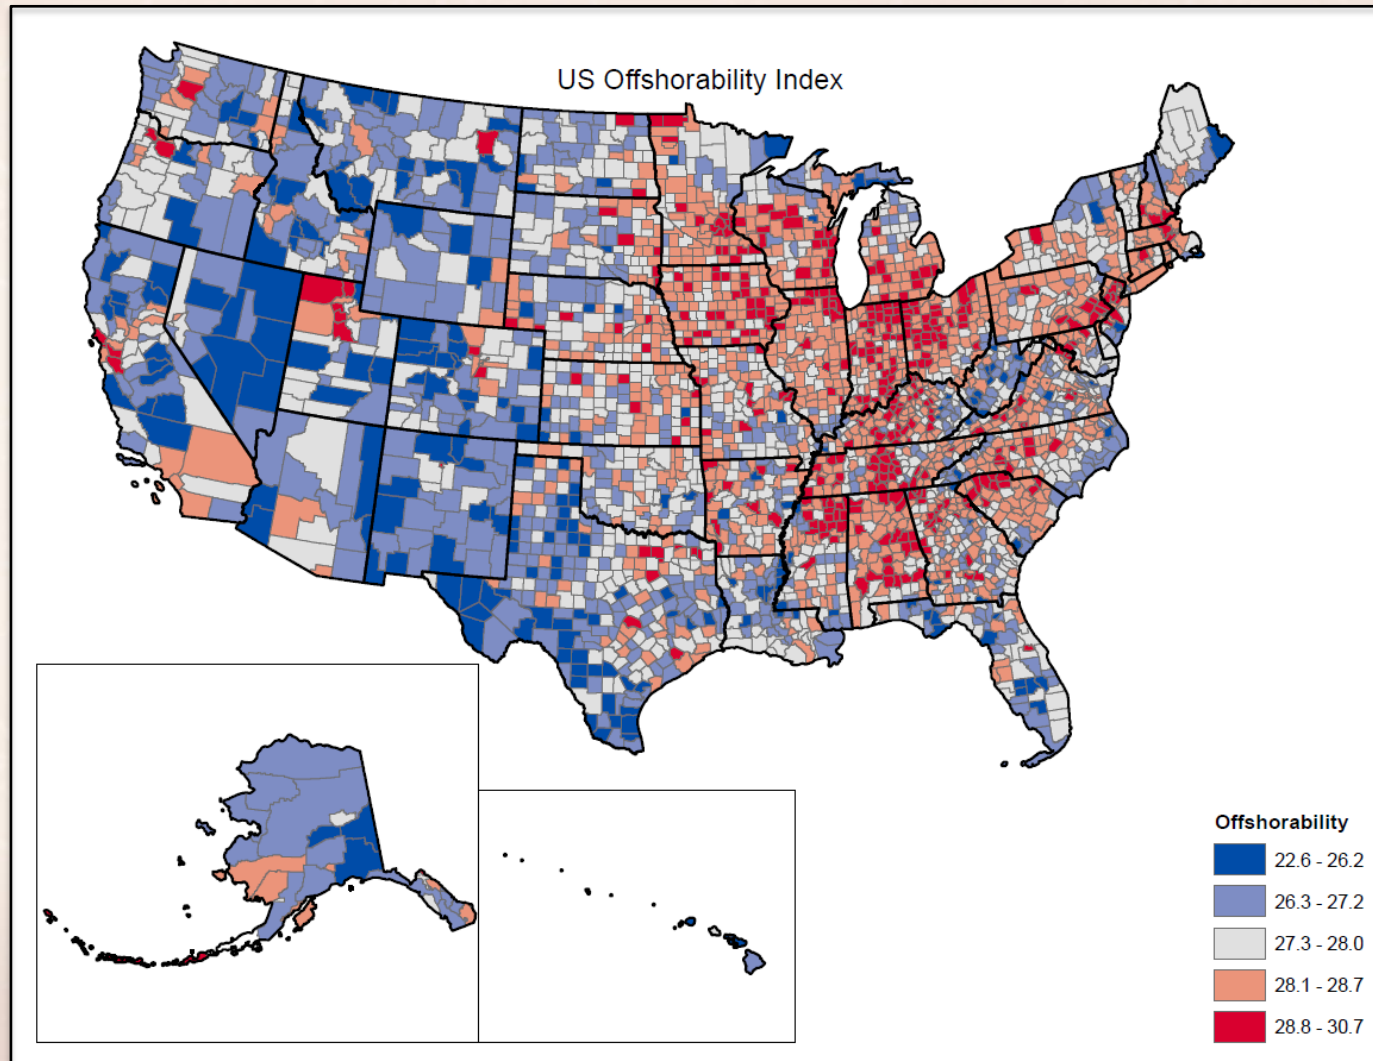 US Offshorability Index
Offshorability
22.6 - 26.2
26.3 - 27.2
27.3 - 28.0
28.1 - 28.7
28.8 - 30.7